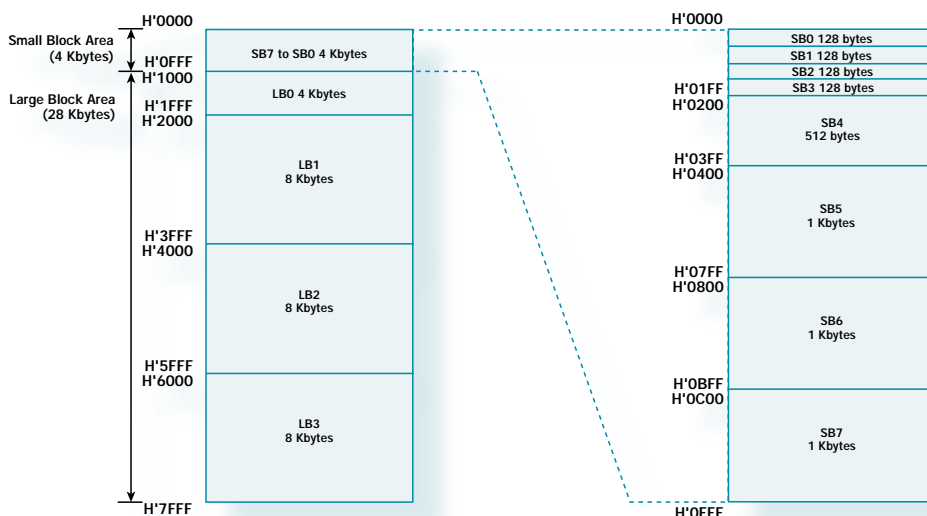 H'0000
Small Block Area
(4 Kbytes)
SB7 to SB0 4 Kbytes
H'0FFF
H'1000
Large Block Area
(28 Kbytes)
LB0 4 Kbytes
H'1FFF
H'2000
LB1
8 Kbytes
H'3FFF
H'4000
LB2
8 Kbytes
H'5FFF
H'6000
LB3
8 Kbytes
H'7FFF
H'0000
SB0 128 bytes
SB1 128 bytes
SB2 128 bytes
SB3 128 bytes
H'01FF
H'0200
SB4
512 bytes
H'03FF
H'0400
SB5
1 Kbytes
H'07FF
H'0800
SB6
1 Kbytes
H'0BFF
H'0C00
SB7
1 Kbytes
H'0FFF